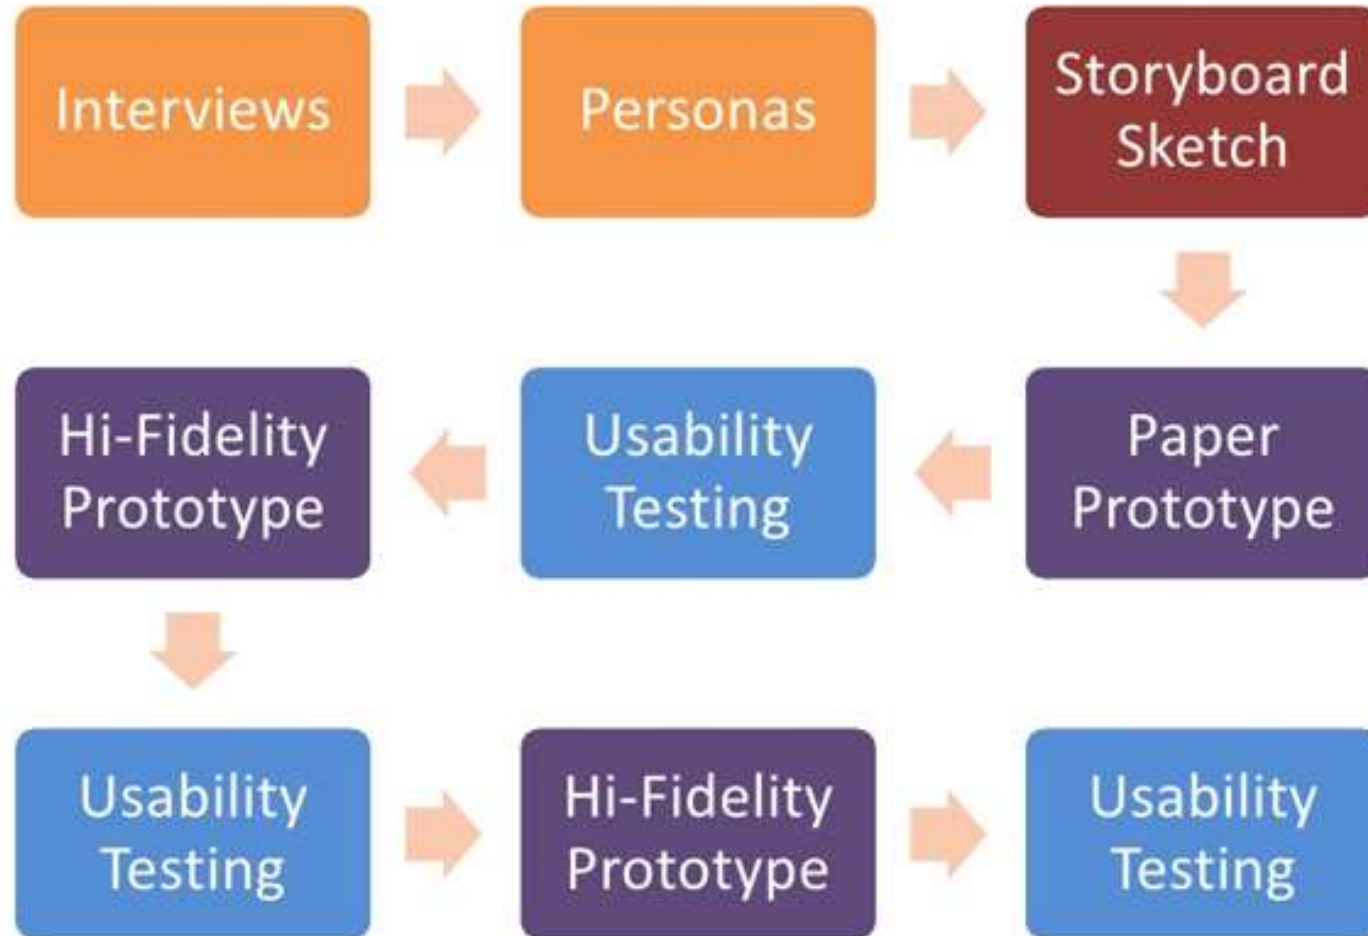 Interviews
Personas
Storyboard
Sketch
Hi-Fidelity
Prototype
Usability
Testing
Paper
Prototype
Usability
Testing
Hi-Fidelity
Prototype
Usability
Testing